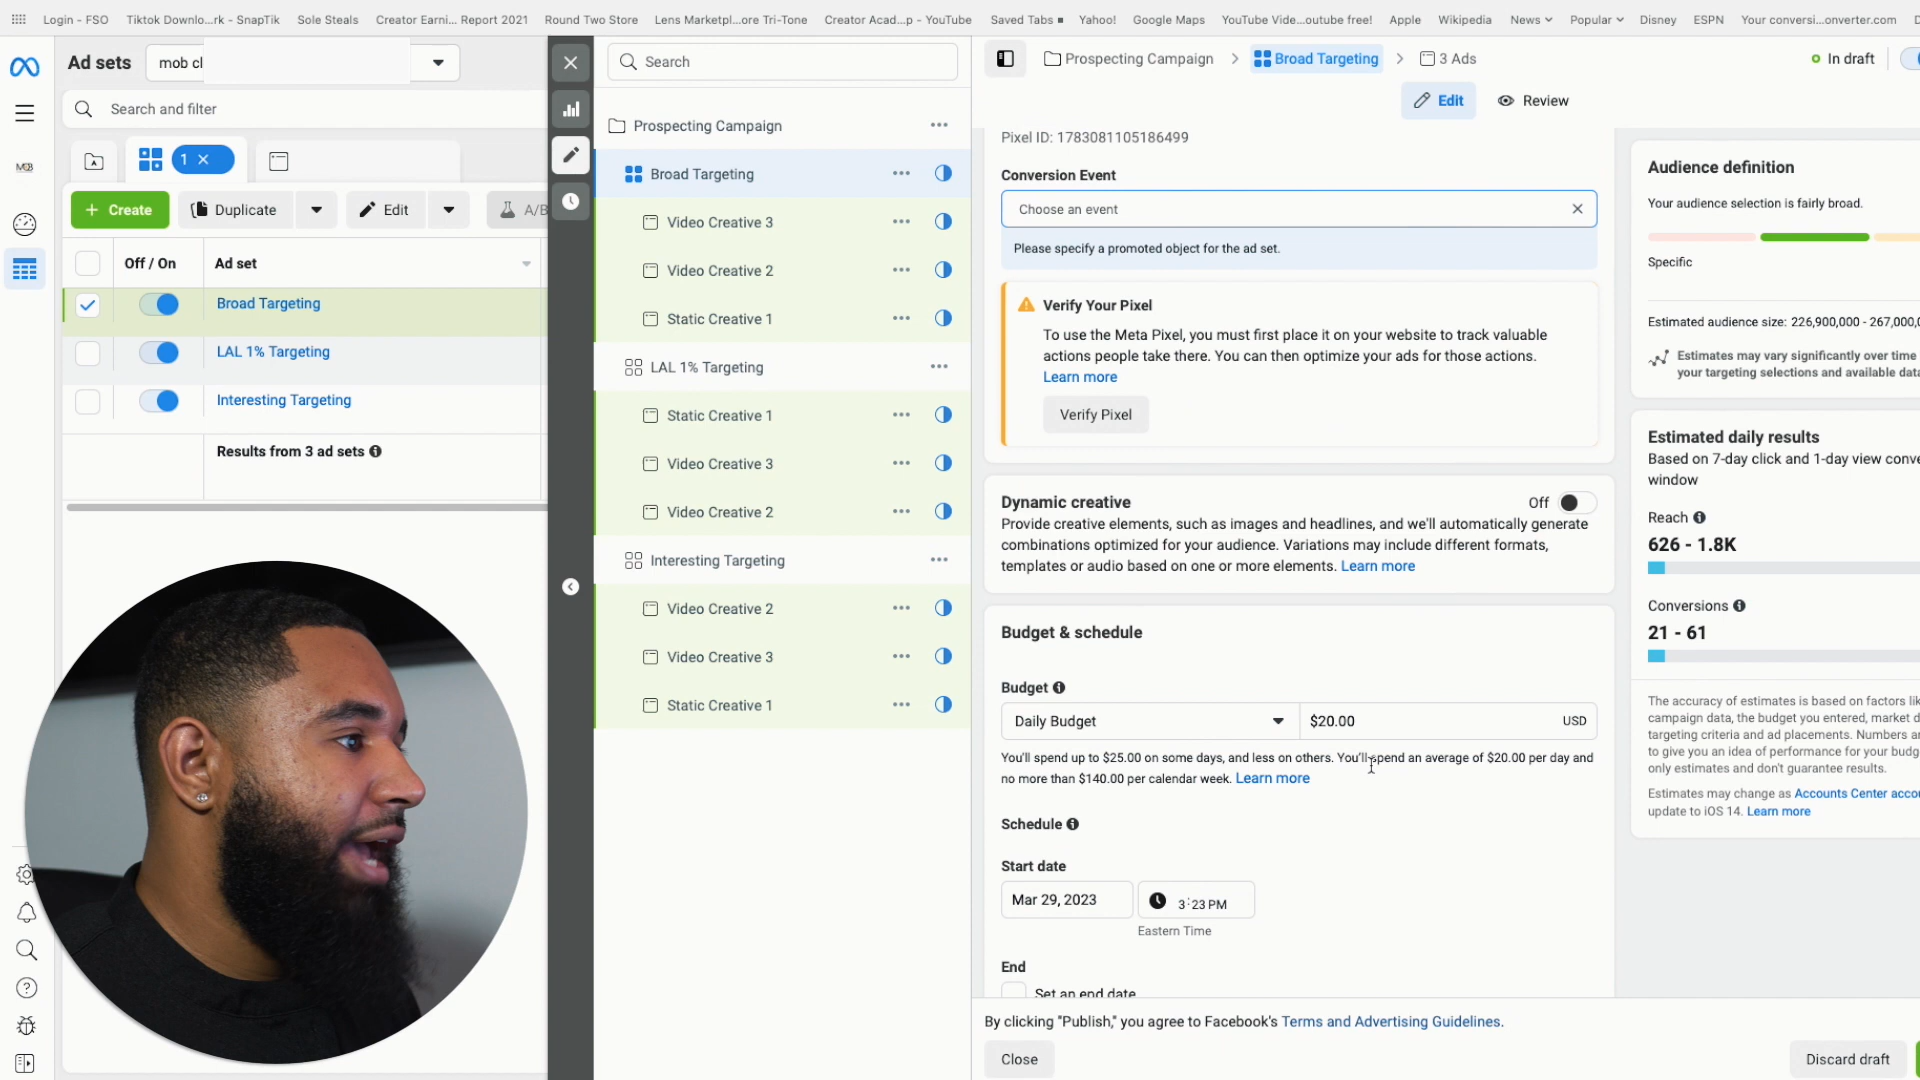 Login - FSO
Tiktok Downlo...rk - SnapTik
Sole Steals
Creator Earni... Report 2021
Round Two Store
Lens Marketpl...ore Tri-Tone
Creator Acad...p - YouTube
Saved Tabs
Yahoo!
Google Maps
YouTube Vide...outube free!
Apple
Wikipedia
News
Popular
Disney
ESPN
Your conversi...onverter.com
Ad sets
mob cl
Search and filter
1
+ Create
Duplicate
Edit
A/B
Off / On
Ad set
Broad Targeting
LAL 1% Targeting
Interesting Targeting
Results from 3 ad sets
Search
Prospecting Campaign
Broad Targeting
Video Creative 3
Video Creative 2
Static Creative 1
LAL 1% Targeting
Static Creative 1
Video Creative 3
Video Creative 2
Interesting Targeting
Video Creative 2
Video Creative 3
Static Creative 1
Prospecting Campaign
Broad Targeting
3 Ads
In draft
Edit
Review
Pixel ID: 1783081105186499
Conversion Event
Choose an event
Please specify a promoted object for the ad set.
Verify Your Pixel
To use the Meta Pixel, you must first place it on your website to track valuable
actions people take there. You can then optimize your ads for those actions.
Learn more
Verify Pixel
Dynamic creative
Off
Provide creative elements, such as images and headlines, and we'll automatically generate
combinations optimized for your audience. Variations may include different formats,
templates or audio based on one or more elements. Learn more
Budget & schedule
Budget
Daily Budget
$20.00
USD
You'll spend up to $25.00 on some days, and less on others. You'll spend an average of $20.00 per day and
no more than $140.00 per calendar week. Learn more
Schedule
Start date
Mar 29, 2023
3:23 PM
Eastern Time
End
Set an end date
By clicking "Publish," you agree to Facebook's Terms and Advertising Guidelines.
Close
Discard draft
Audience definition
Your audience selection is fairly broad.
Specific
Estimated audience size: 226,900,000 - 267,000,0
Estimates may vary significantly over time
your targeting selections and available data
Estimated daily results
Based on 7-day click and 1-day view conve
window
Reach
626 - 1.8K
Conversions
21 - 61
The accuracy of estimates is based on factors lik
campaign data, the budget you entered, market d
targeting criteria and ad placements. Numbers ar
to give you an idea of performance for your budg
only estimates and don't guarantee results.
Estimates may change as Accounts Center acco
update to iOS 14. Learn more